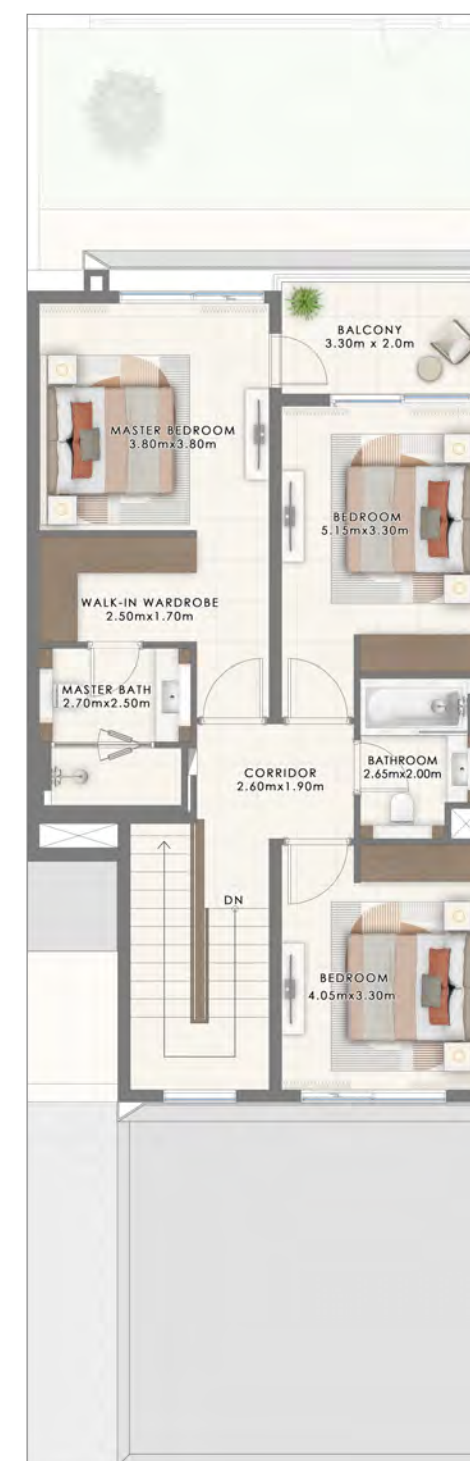 BALCONY
3.30m x 2.0m
MASTER BEDROOM
3.80mx3.80m
BEDROOM
5.15mx3.30m
WALK-IN WARDROBE
2.50mx1.70m
MASTER BATH
2.70mx2.50m
CORRIDOR
2.60mx1.90m
BATHROOM
2.65mx2.00m
DN
BEDROOM
4.05mx3.30m